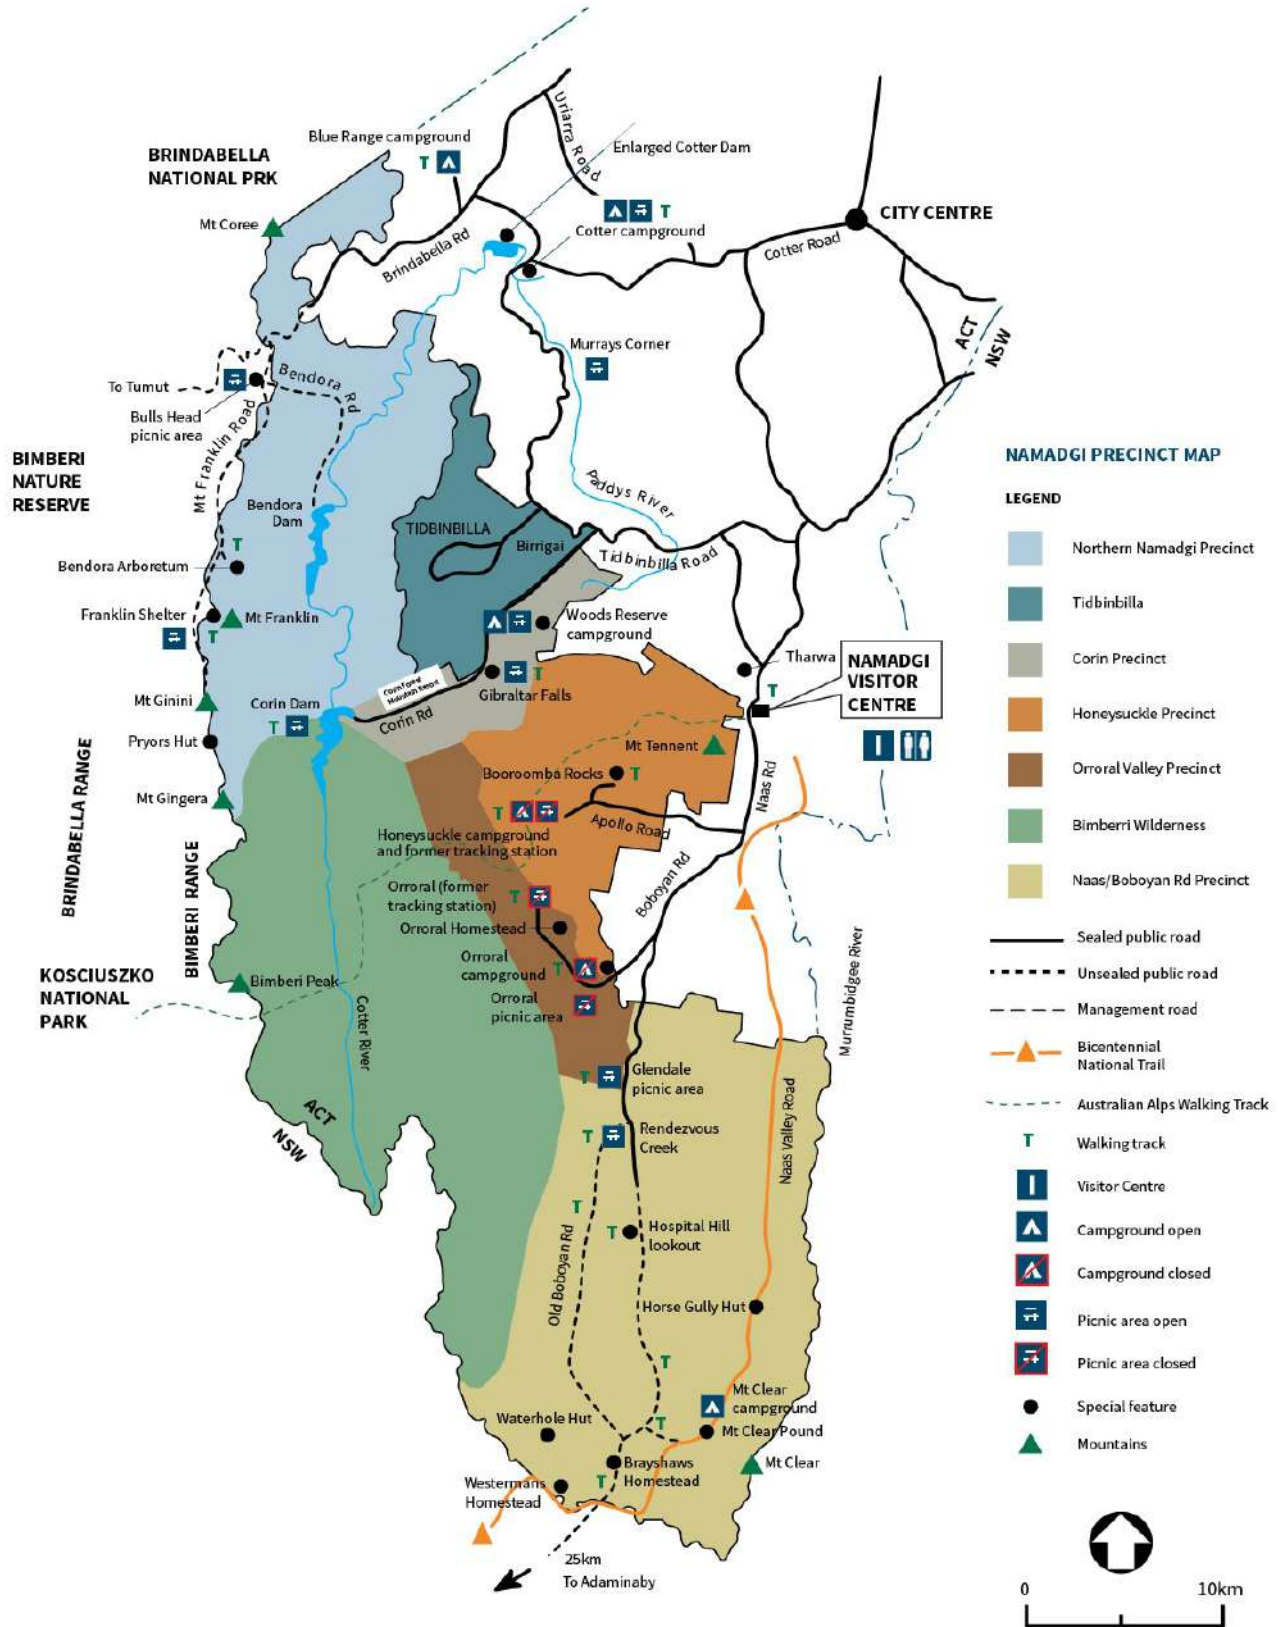 Uriarra Road
Blue Range campground
T
Enlarged Cotter Dam
BRINDABELLA
NATIONAL PRK
T
CITY CENTRE
Mt Coree
Cotter campground
Cotter Road
Brindabella Rd
ACT
NSW
Murrays Corner
Bendora Rd
To Tumut
Bulls Head
picnic area
Mt Franklin Road
BIMBERI
NATURE
RESERVE
NAMADGI PRECINCT MAP
LEGEND
Paddys River
Bendora
Dam
TIDBINBILLA
Birrigai
Tidbinbilla Road
Northern Namadgi Precinct
T
Bendora Arboretum
Tidbinbilla
Franklin Shelter
Mt Franklin
T
Woods Reserve
campground
Tharwa
NAMADGI
VISITOR
CENTRE
Corin Precinct
T
Gibraltar Falls
T
Mt Ginini
Corin Dam
T
Corin Rd
Honeysuckle Precinct
Pryors Hut
Mt Tennent
BRINDABELLA RANGE
Booroomba Rocks
T
Naas Rd
Orroral Valley Precinct
Mt Gingera
T
Apollo Road
Honeysuckle campground
and former tracking station
Bimberri Wilderness
BIMBERI RANGE
Boboyan Rd
Orroral (former
tracking station)
T
Naas/Boboyan Rd Precinct
Orroral Homestead
Murrumbidgee River
Sealed public road
Orroral
campground
T
KOSCIUSZKO
NATIONAL
PARK
Bimberi Peak
Unsealed public road
Orroral
picnic area
Management road
Cotter River
Bicentennial
National Trail
T
Glendale
picnic area
ACT
NSW
Australian Alps Walking Track
Naas Valley Road
T
Rendezvous
Creek
T
Walking track
Visitor Centre
T
Old Boboyan Rd
T
Hospital Hill
lookout
Campground open
Campground closed
Horse Gully Hut
Picnic area open
T
Picnic area closed
Mt Clear
campground
Waterhole Hut
T
Mt Clear Pound
Special feature
Mountains
Brayshaws
Homestead
Mt Clear
T
Westermans
Homestead
25km
To Adaminaby
0
10km